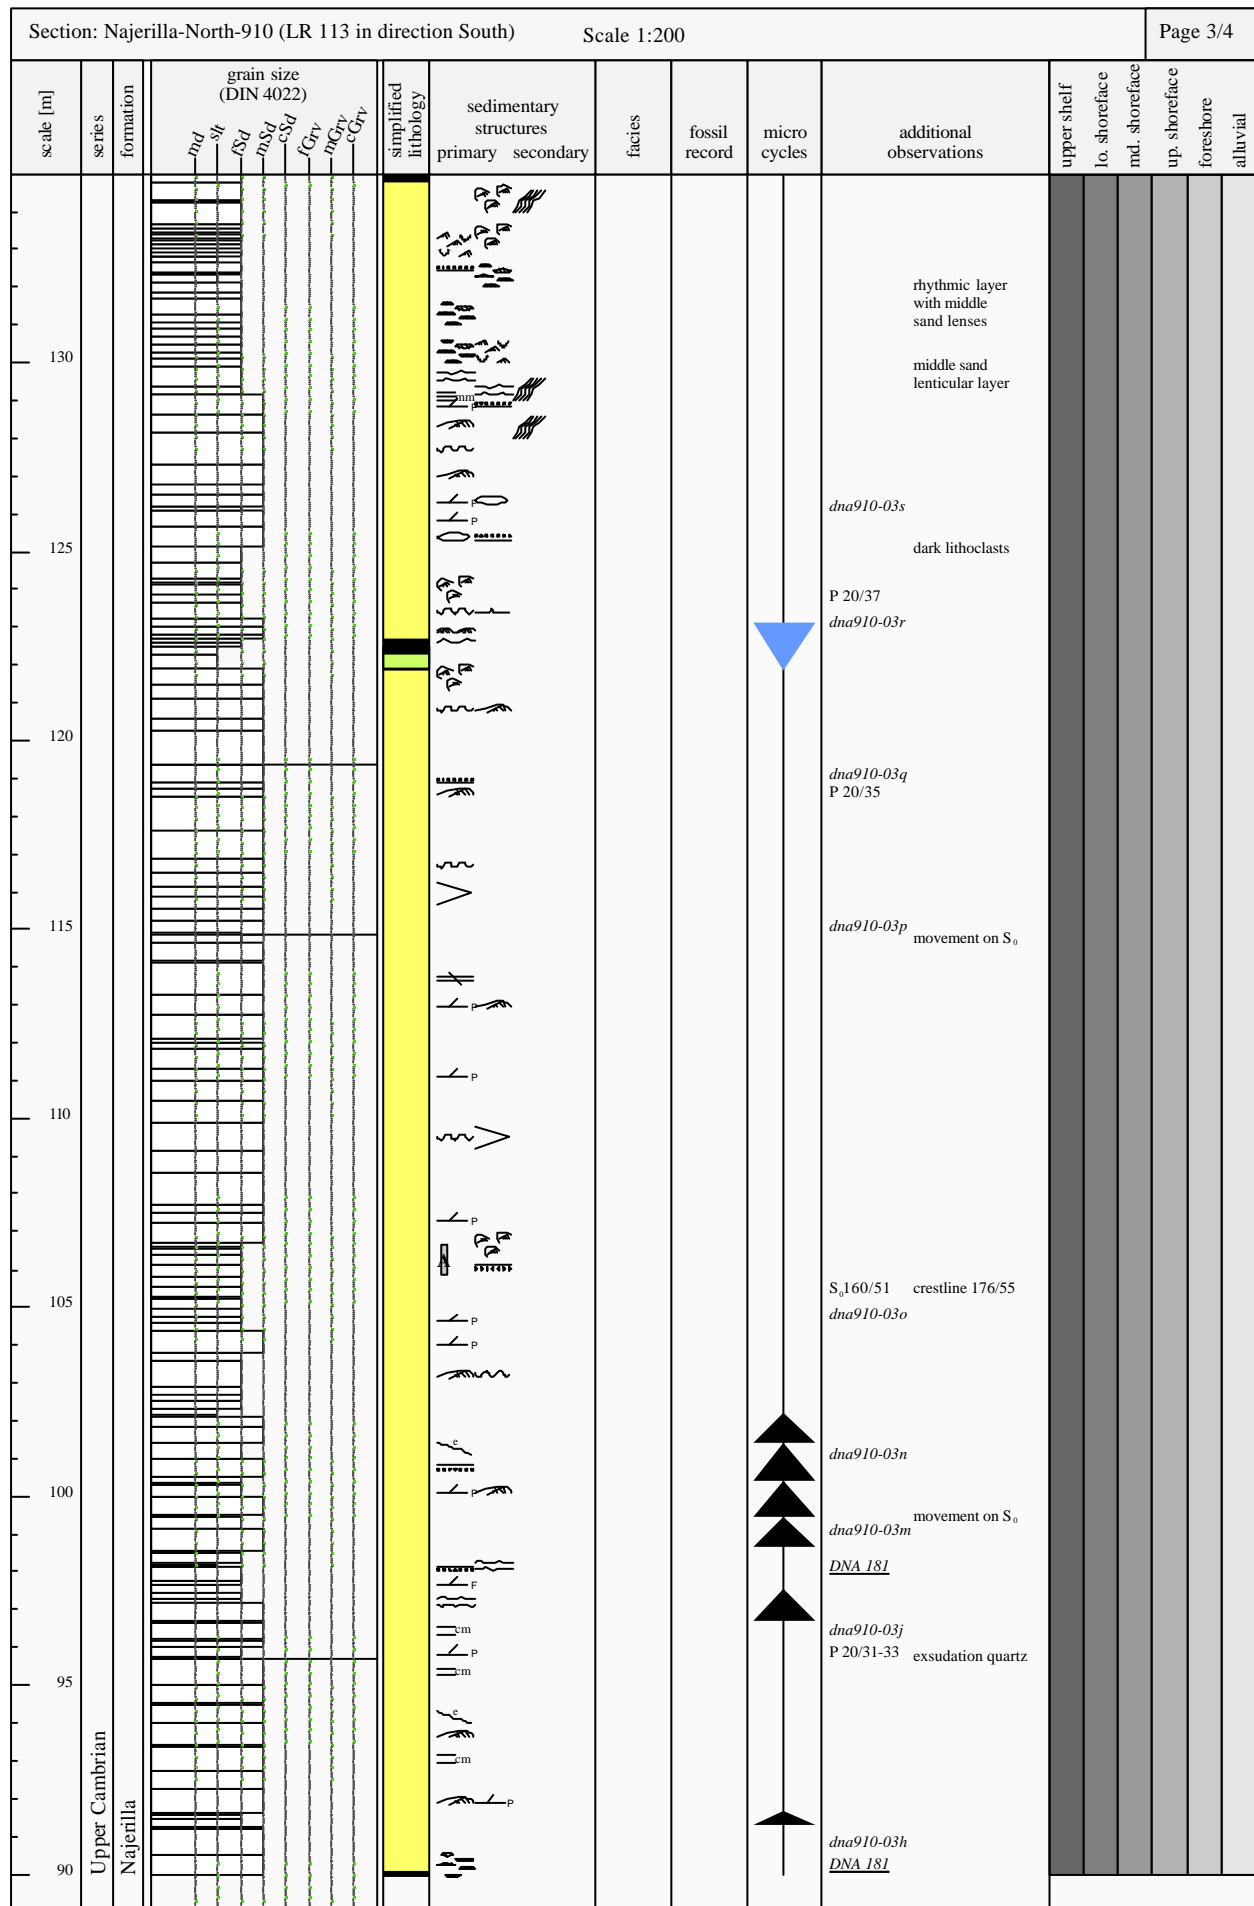 Section: Najerilla-North-910 (LR 113 in direction South)
Scale 1:200
Page 3/4
scale [m]
series
formation
grain size
(DIN 4022)
md
slt
fSd
mSd
cSd
fGrv
mGrv
cGrv
simplified
lithology
sedimentary
structures
primary secondary
facies
fossil
record
micro
cycles
additional
observations
upper shelf
lo. shoreface
md. shoreface
up. shoreface
foreshore
alluvial
rhythmic layer
with middle
sand lenses
130
middle sand
lenticular layer
mm
P
P
dna910-03s
P
125
dark lithoclasts
P 20/37
dna910-03r
120
dna910-03q
P 20/35
115
dna910-03p
movement on S₀
P
P
110
P
A
S₀160/51 crestline 176/55
105
dna910-03o
P
P
e
dna910-03n
100
P
movement on S₀
dna910-03m
DNA 181
F
cm
dna910-03j
P
P 20/31-33 exsudation quartz
cm
95
e
cm
P
dna910-03h
90
DNA 181
Upper Cambrian
Najerilla